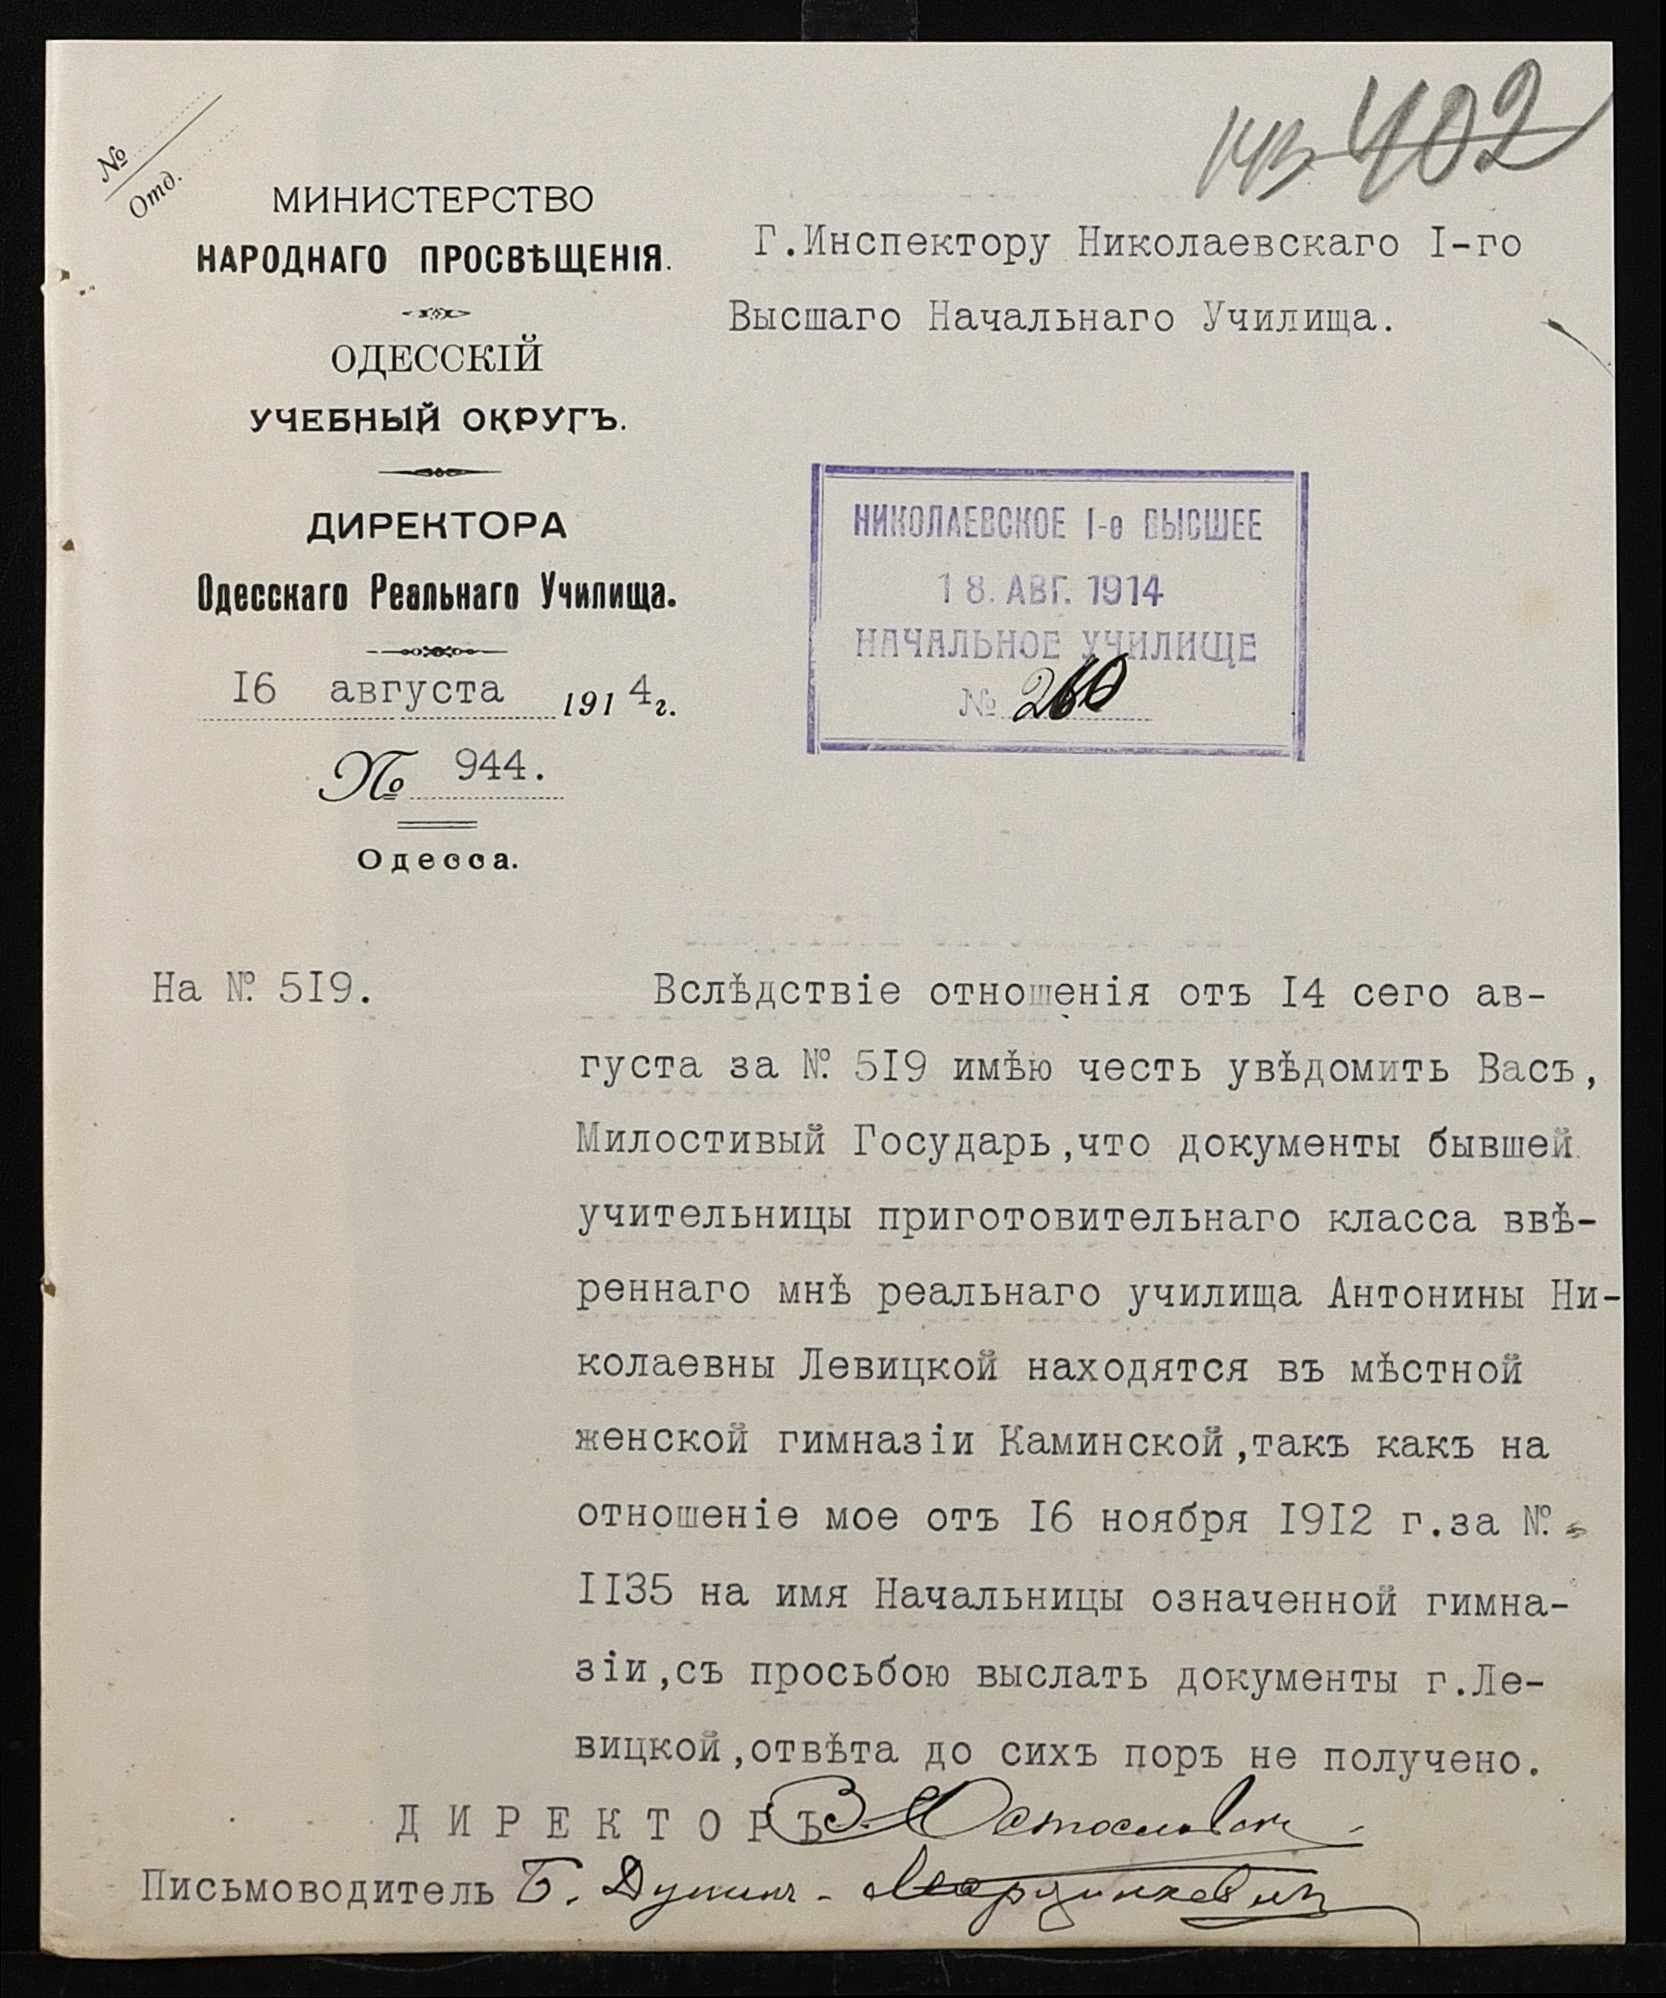 402
№
Отд.
МИНИСТЕРСТВО
НАРОДНАГО ПРОСВѢЩЕНІЯ.
ОДЕССКІЙ
УЧЕБНЫЙ ОКРУГЪ.
ДИРЕКТОРА
Одесскаго Реальнаго Училища.
16 августа 1914г.
№ 944.
Одесса.
Г.Инспектору Николаевскаго I-го
Высшаго Начальнаго Училища.
НИКОЛАЕВСКОЕ I-е ВЫСШЕЕ
18. АВГ. 1914
НАЧАЛЬНОЕ УЧИЛИЩЕ
№ 260
На № 519.
Вслѣдствіе отношенія отъ 14 сего ав-
густа за № 519 имѣю честь увѣдомить Васъ,
Милостивый Государь,что документы бывшей
учительницы приготовительнаго класса ввѣ-
реннаго мнѣ реальнаго училища Антонины Ни-
колаевны Левицкой находятся въ мѣстной
женской гимназіи Каминской,такъ какъ на
отношеніе мое отъ 16 ноября 1912 г.за №
1135 на имя Начальницы означенной гимна-
зіи,съ просьбою выслать документы г.Ле-
вицкой,отвѣта до сихъ поръ не получено.
ДИРЕКТОРЪ
Письмоводитель Б.